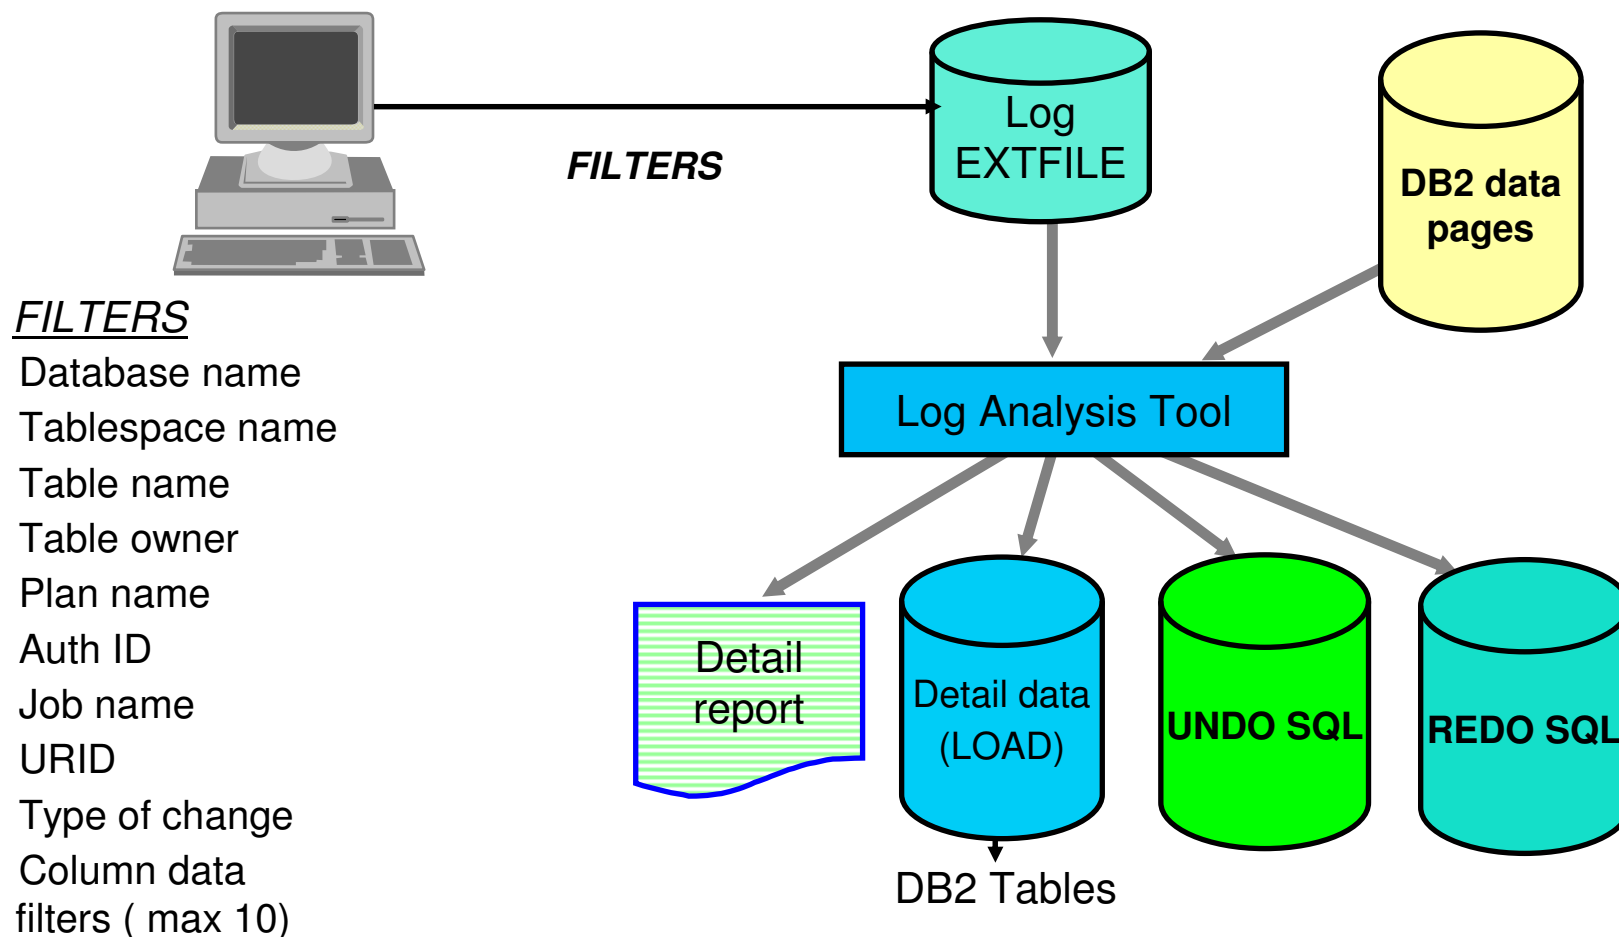 Log
EXTFILE
FILTERS
DB2 data
pages
FILTERS
Database name
Tablespace name
Table name
Table owner
Plan name
Auth ID
Job name
URID
Type of change
Column data
filters ( max 10)
Log Analysis Tool
Detail
report
Detail data
(LOAD)
UNDO SQL
REDO SQL
DB2 Tables